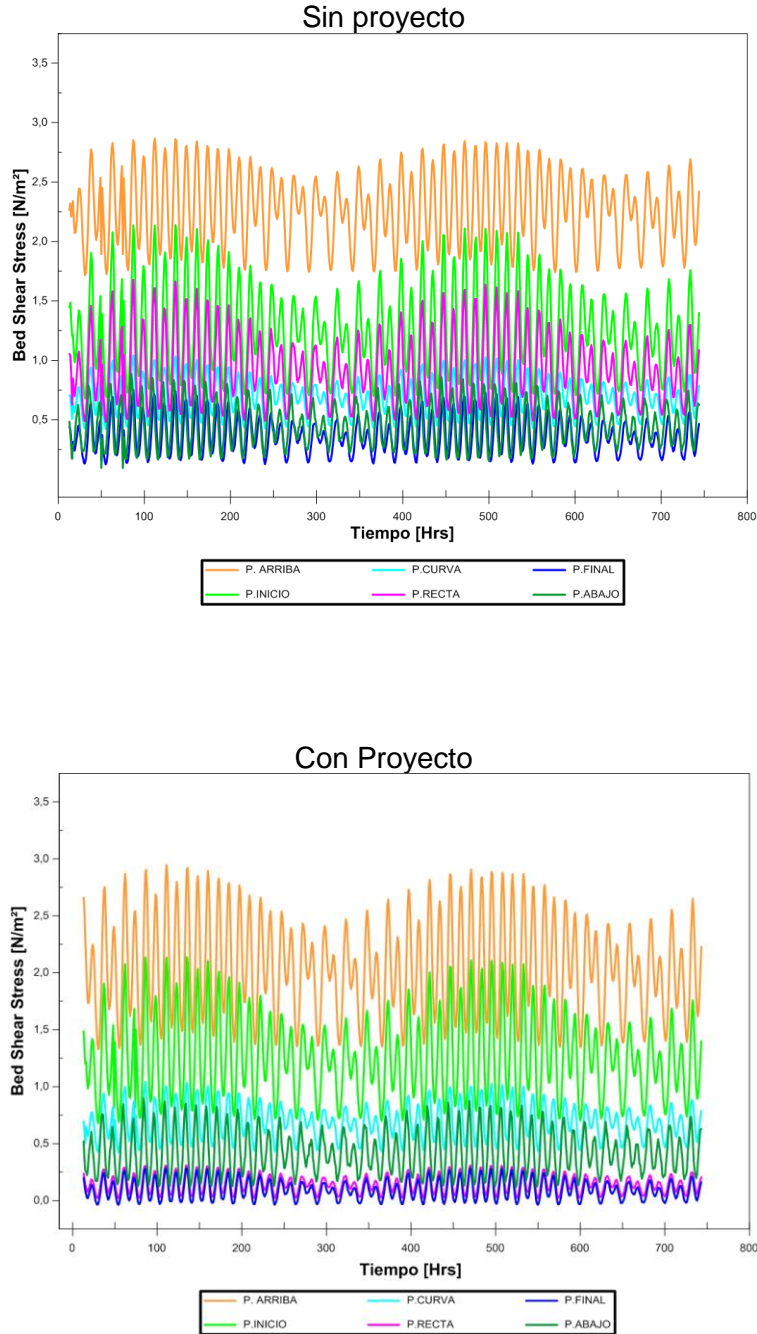 Sin proyecto
3,5
3,0
2,5
2,0
1,5
1,0
0,5
Bed Shear Stress [N/m²]
0 100 200 300 400 500 600 700 800
Tiempo [Hrs]
P. ARRIBA P.CURVA P.FINAL
P.INICIO P.RECTA P.ABAJO
Con Proyecto
3,5
3,0
2,5
2,0
1,5
1,0
0,5
0,0
Bed Shear Stress [N/m²]
0 100 200 300 400 500 600 700 800
Tiempo [Hrs]
P. ARRIBA P.CURVA P.FINAL
P.INICIO P.RECTA P.ABAJO